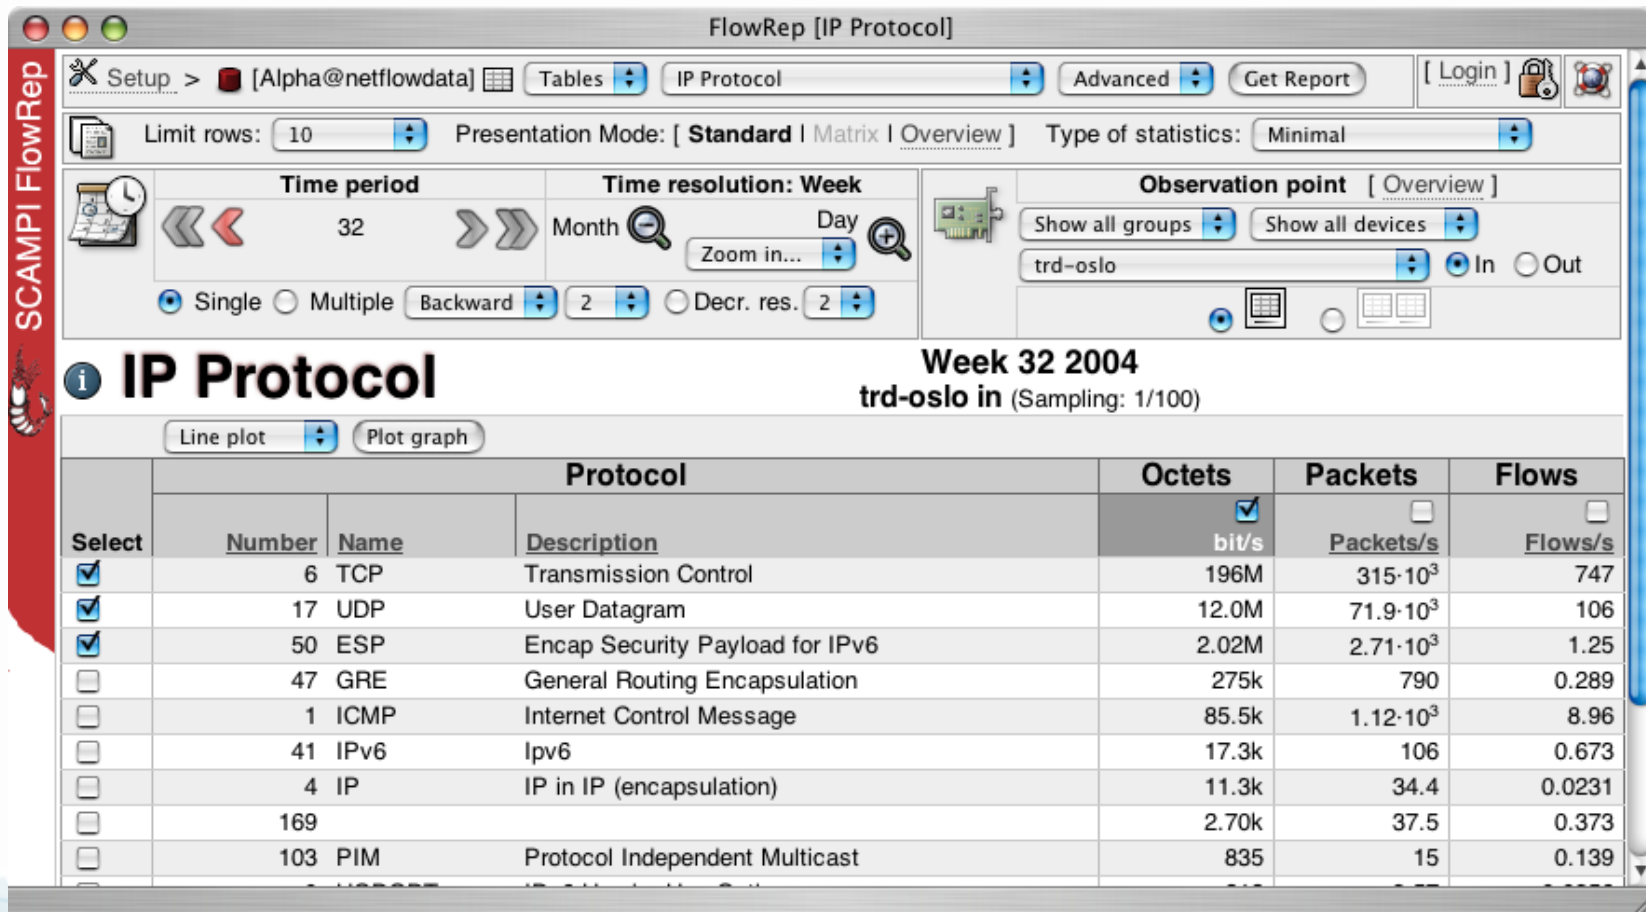 FlowRep [IP Protocol]
SCAMPI FlowRep
Setup > [Alpha@netflowdata] Tables IP Protocol Advanced Get Report [ Login ]
Limit rows: 10 Presentation Mode: [ Standard | Matrix | Overview ] Type of statistics: Minimal
Time period Time resolution: Week Observation point [ Overview ]
32 Month Day Show all groups Show all devices
Zoom in... trd-oslo In Out
Single Multiple Backward 2 Decr. res. 2
i IP Protocol
Week 32 2004
trd-oslo in (Sampling: 1/100)
Line plot Plot graph
Protocol Octets Packets Flows
Select Number Name Description bit/s Packets/s Flows/s
6 TCP Transmission Control 196M 315·10³ 747
17 UDP User Datagram 12.0M 71.9·10³ 106
50 ESP Encap Security Payload for IPv6 2.02M 2.71·10³ 1.25
47 GRE General Routing Encapsulation 275k 790 0.289
1 ICMP Internet Control Message 85.5k 1.12·10³ 8.96
41 IPv6 Ipv6 17.3k 106 0.673
4 IP IP in IP (encapsulation) 11.3k 34.4 0.0231
169 2.70k 37.5 0.373
103 PIM Protocol Independent Multicast 835 15 0.139